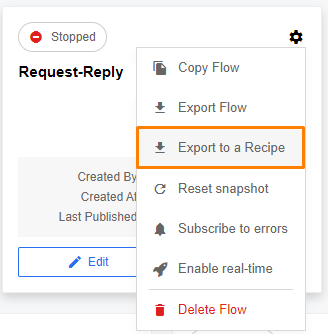 Stopped
Request-Reply
Copy Flow
Export Flow
Export to a Recipe
Reset snapshot
Subscribe to errors
Enable real-time
Delete Flow
Created By
Created At
Last Published
Edit